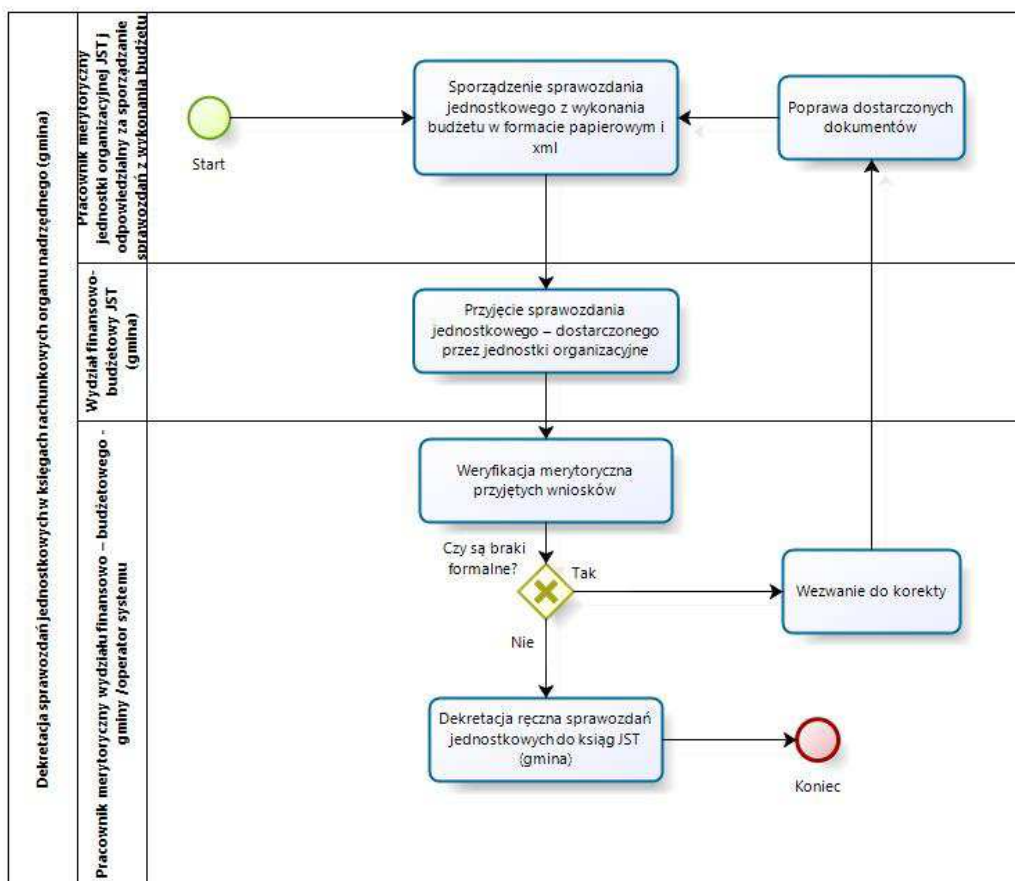 Dekretacja sprawozdań jednostkowych w księgach rachunkowych organu nadrzędnego (gmina)
Pracownik merytoryczny
jednostki organizacyjnej JST j
odpowiedzialny za sporządzanie
sprawozdań z wykonania budżetu
Start
Sporządzenie sprawozdania
jednostkowego z wykonania
budżetu w formacie papierowym i
xml
Poprawa dostarczonych
dokumentów
Wydział finansowo-
budżetowy JST
(gmina)
Przyjęcie sprawozdania
jednostkowego – dostarczonego
przez jednostki organizacyjne
Pracownik merytoryczny wydziału finansowo – budżetowego -
gminy /operator systemu
Weryfikacja merytoryczna
przyjętych wniosków
Czy są braki
formalne?
Tak
Wezwanie do korekty
Nie
Dekretacja ręczna sprawozdań
jednostkowych do ksiąg JST
(gmina)
Koniec